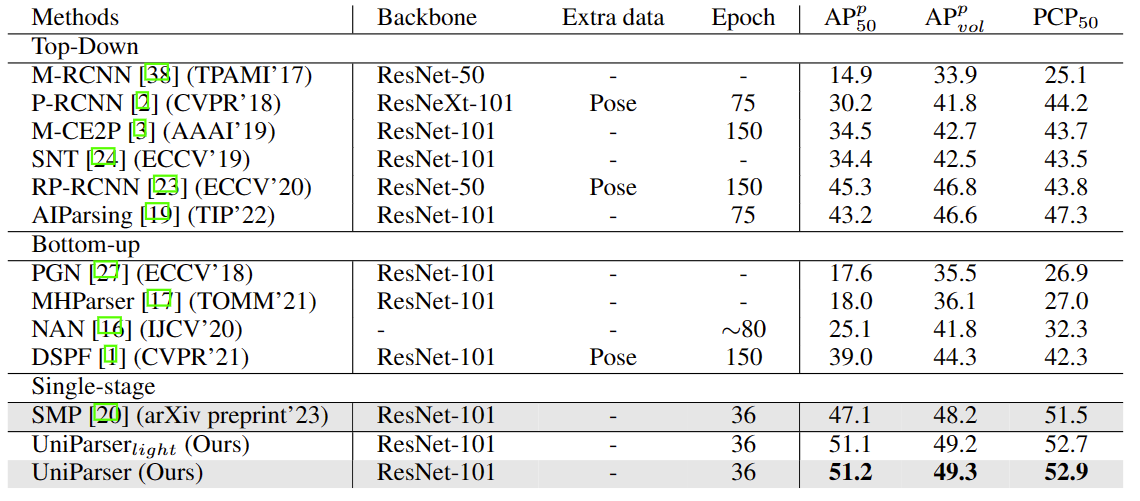 Methods Backbone Extra data Epoch AP^p_50 AP^p_vol PCP_50
Top-Down
M-RCNN [38] (TPAMI’17) ResNet-50 - - 14.9 33.9 25.1
P-RCNN [2] (CVPR’18) ResNeXt-101 Pose 75 30.2 41.8 44.2
M-CE2P [3] (AAAI’19) ResNet-101 - 150 34.5 42.7 43.7
SNT [24] (ECCV’19) ResNet-101 - - 34.4 42.5 43.5
RP-RCNN [23] (ECCV’20) ResNet-50 Pose 150 45.3 46.8 43.8
AIParsing [19] (TIP’22) ResNet-101 - 75 43.2 46.6 47.3
Bottom-up
PGN [27] (ECCV’18) ResNet-101 - - 17.6 35.5 26.9
MHParser [17] (TOMM’21) ResNet-101 - - 18.0 36.1 27.0
NAN [16] (IJCV’20) - - ∼80 25.1 41.8 32.3
DSPF [1] (CVPR’21) ResNet-101 Pose 150 39.0 44.3 42.3
Single-stage
SMP [20] (arXiv preprint’23) ResNet-101 - 36 47.1 48.2 51.5
UniParser_light (Ours) ResNet-101 - 36 51.1 49.2 52.7
UniParser (Ours) ResNet-101 - 36 51.2 49.3 52.9